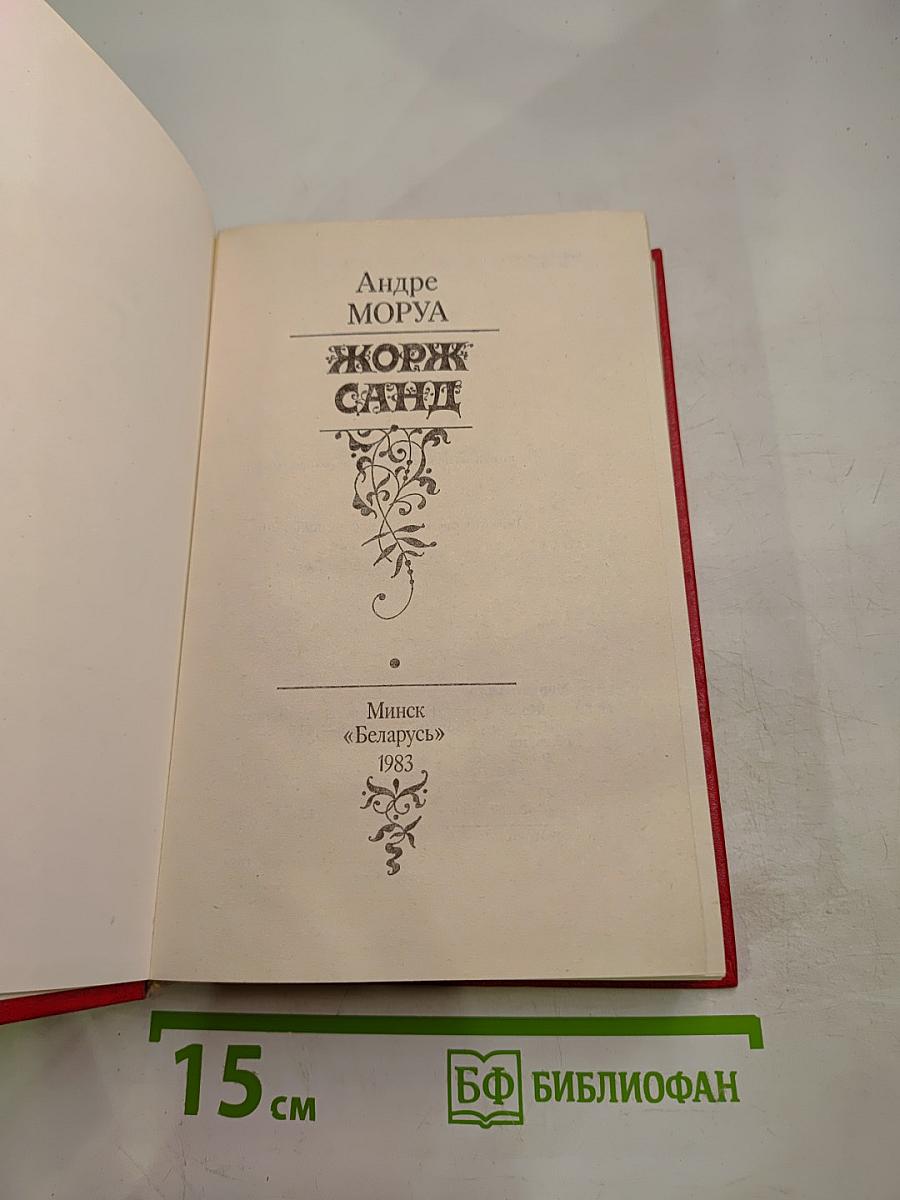 Андре
МОРУА
ЖОРЖ
САНД
Минск
«Беларусь»
1983
15 см
БФ БИБЛИОФАН